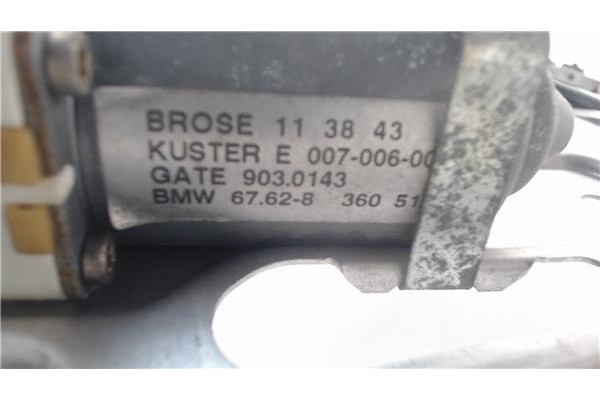 BROSE 11 38 43
KUSTER E 007-006-00
GATE 903.0143
BMW 67.62-8 360 51